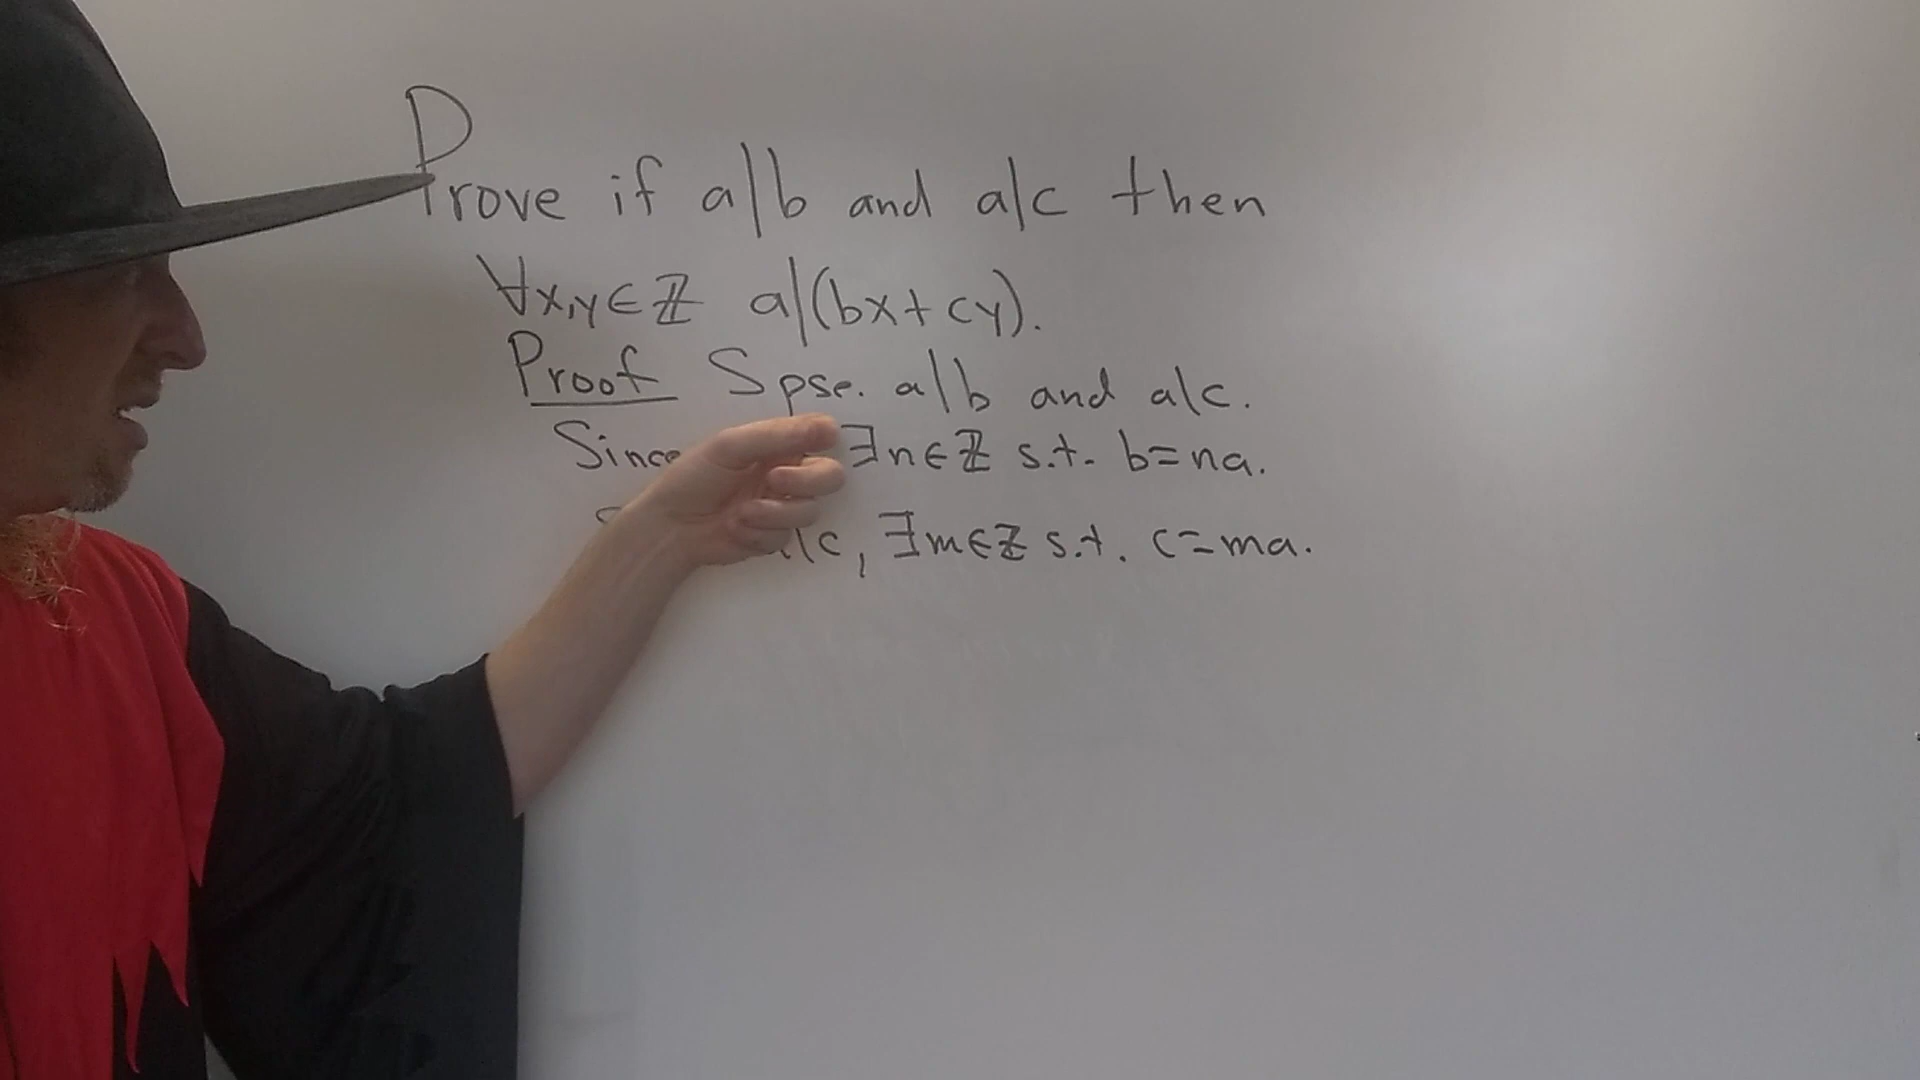 Prove if a|b and a|c then
∀x,y∈ℤ a|(bx+cy).
Proof Spse. a|b and a|c.
Since ∃n∈ℤ s.t. b=na.
a|c, ∃m∈ℤ s.t. c=ma.